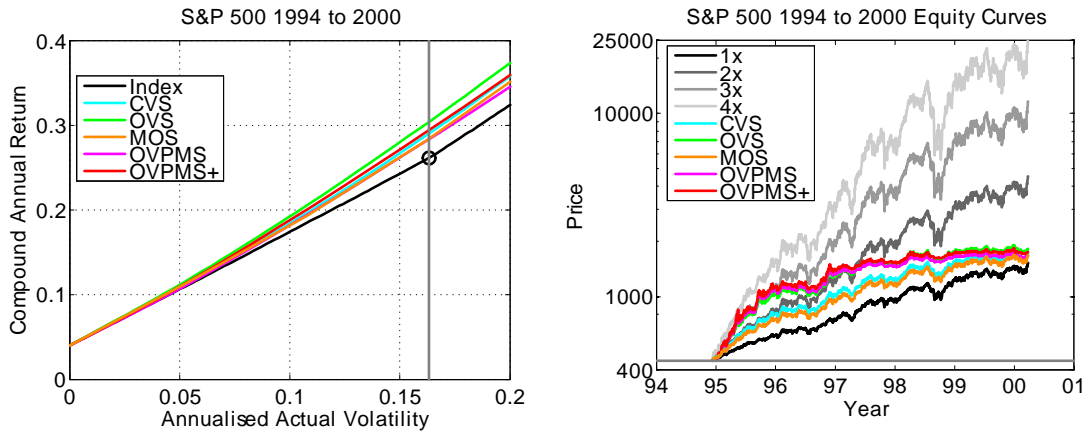 S&P 500 1994 to 2000
Compound Annual Return
0.4
0.3
0.2
0.1
0
Index
CVS
OVS
MOS
OVPMS
OVPMS+
0
0.05
0.1
0.15
0.2
Annualised Actual Volatility
S&P 500 1994 to 2000 Equity Curves
Price
25000
10000
1000
400
1x
2x
3x
4x
CVS
OVS
MOS
OVPMS
OVPMS+
94
95
96
97
98
99
00
01
Year